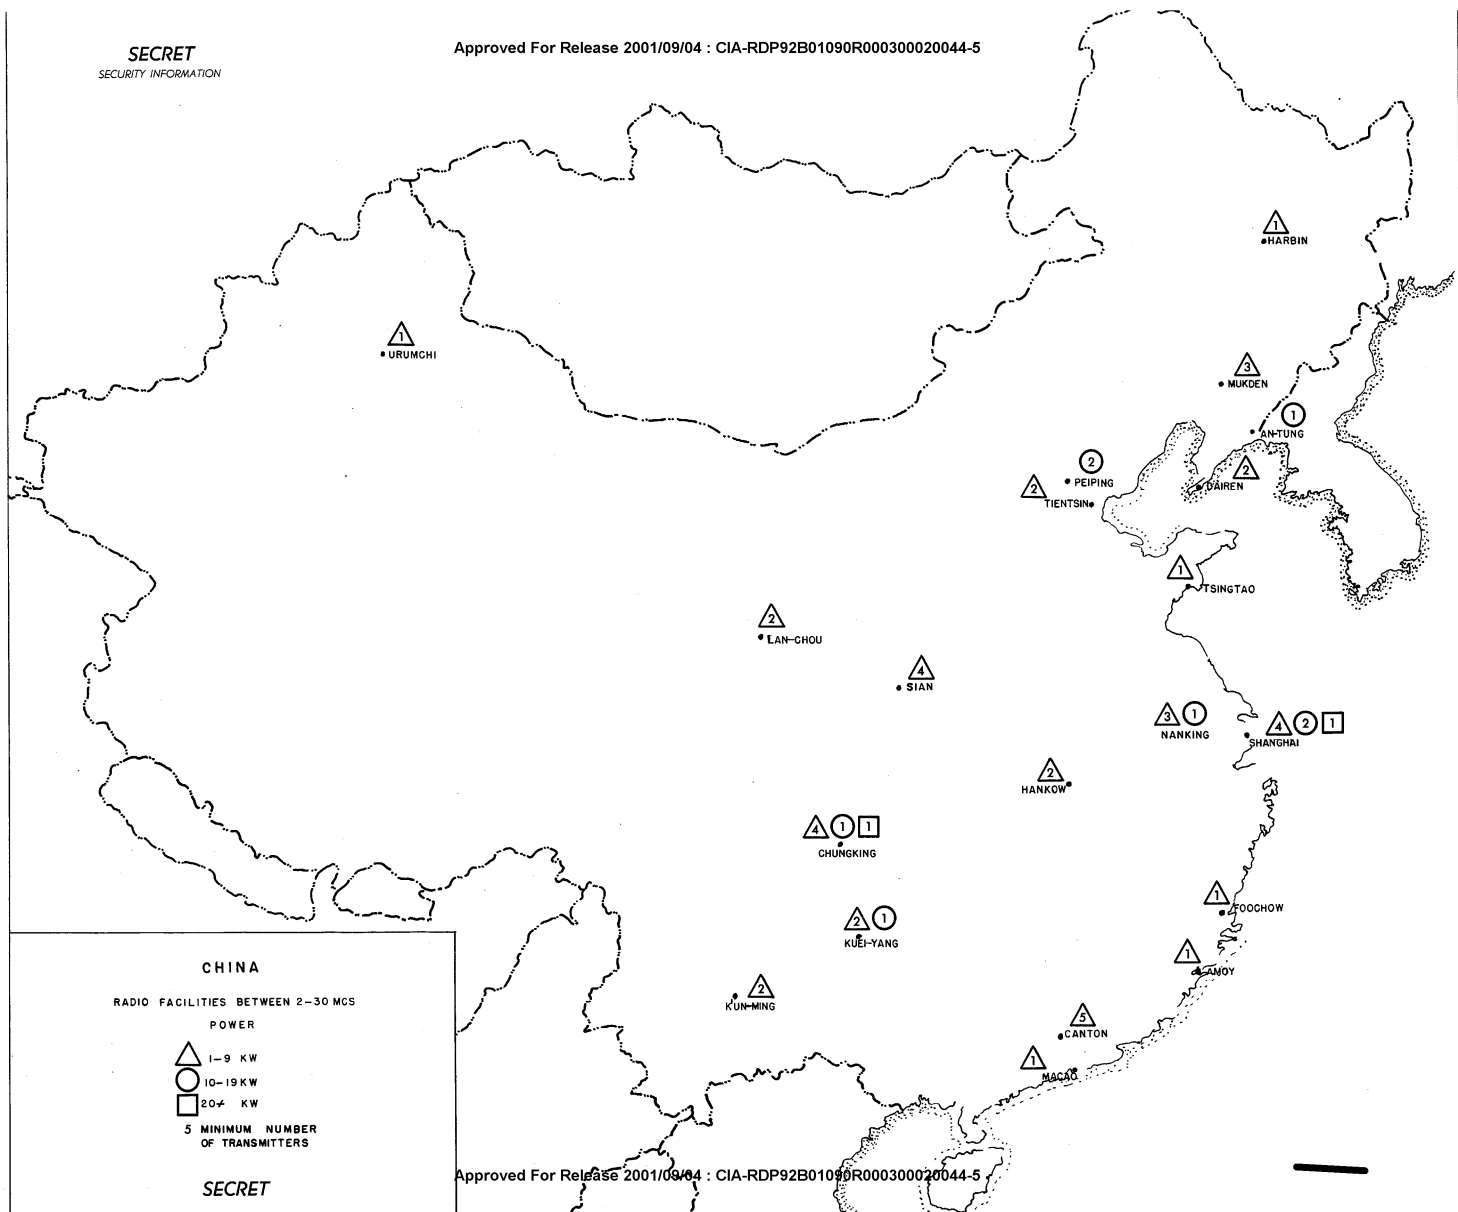 SECRET
SECURITY INFORMATION
Approved For Release 2001/09/04 : CIA-RDP92B01090R000300020044-5
1
HARBIN
1
URUMCHI
3
MUKDEN
1
AN-TUNG
2
PEIPING
2
DAIREN
2
TIENTSIN
1
TSINGTAO
2
LAN-CHOU
4
SIAN
3 1
NANKING
4 2 1
SHANGHAI
2
HANKOW
4 1 1
CHUNGKING
1
FOOCHOW
2 1
KUEI-YANG
1
AMOY
2
K'UN-MING
5
CANTON
1
MACAO
CHINA
RADIO FACILITIES BETWEEN 2-30 MCS
POWER
1-9 KW
10-19 KW
20+ KW
5 MINIMUM NUMBER
OF TRANSMITTERS
SECRET
Approved For Release 2001/09/04 : CIA-RDP92B01090R000300020044-5